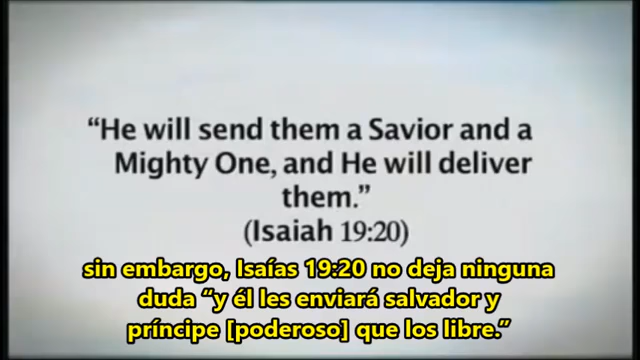 “He will send them a Savior and a
Mighty One, and He will deliver
them.”
(Isaiah 19:20)
sin embargo, Isaías 19:20 no deja ninguna
duda “y él les enviará salvador y
príncipe [poderoso] que los libre.”